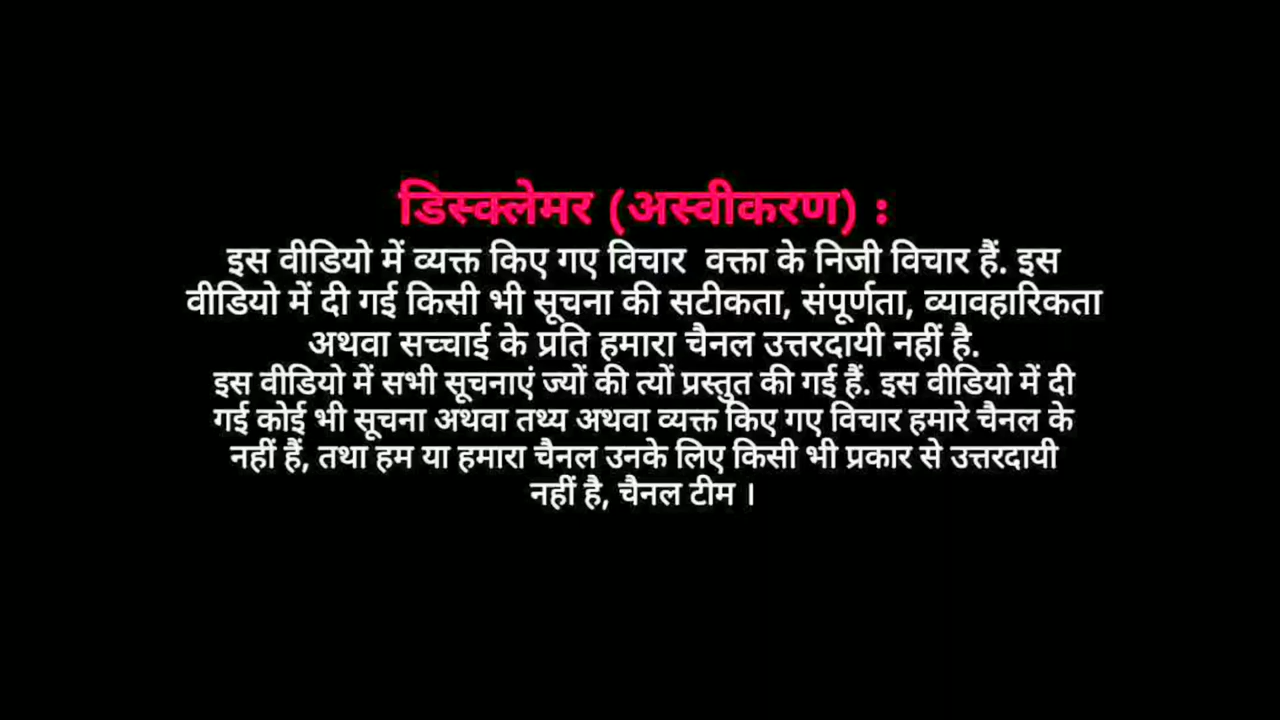 डिस्क्लेमर (अस्वीकरण) :
इस वीडियो में व्यक्त किए गए विचार वक्ता के निजी विचार हैं. इस
वीडियो में दी गई किसी भी सूचना की सटीकता, संपूर्णता, व्यावहारिकता
अथवा सच्चाई के प्रति हमारा चैनल उत्तरदायी नहीं है.
इस वीडियो में सभी सूचनाएं ज्यों की त्यों प्रस्तुत की गई हैं. इस वीडियो में दी
गई कोई भी सूचना अथवा तथ्य अथवा व्यक्त किए गए विचार हमारे चैनल के
नहीं हैं, तथा हम या हमारा चैनल उनके लिए किसी भी प्रकार से उत्तरदायी
नहीं है, चैनल टीम ।